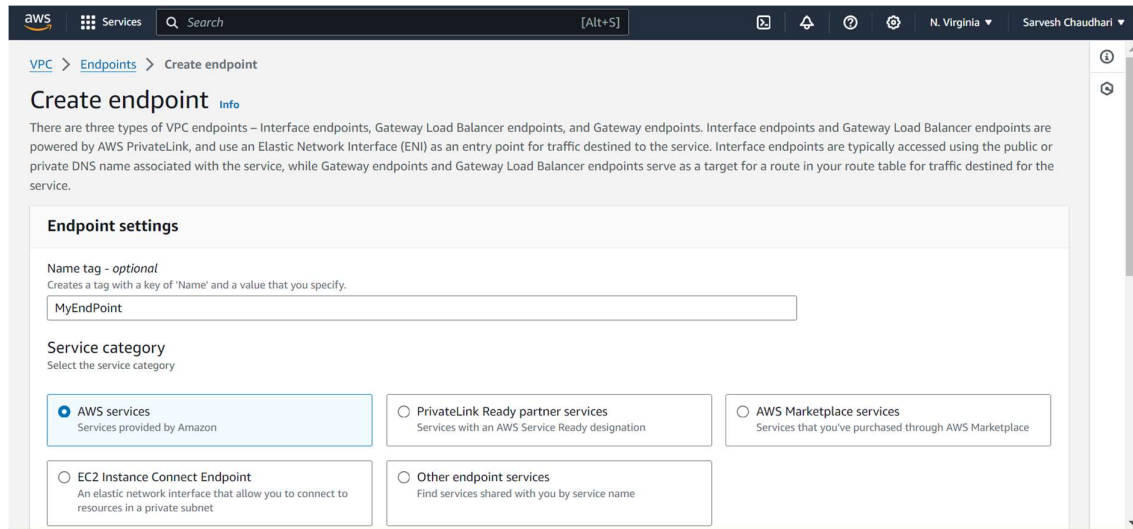 aws Services Search [Alt+S] N. Virginia Sarvesh Chaudhari
VPC > Endpoints > Create endpoint
Create endpoint Info
There are three types of VPC endpoints – Interface endpoints, Gateway Load Balancer endpoints, and Gateway endpoints. Interface endpoints and Gateway Load Balancer endpoints are
powered by AWS PrivateLink, and use an Elastic Network Interface (ENI) as an entry point for traffic destined to the service. Interface endpoints are typically accessed using the public or
private DNS name associated with the service, while Gateway endpoints and Gateway Load Balancer endpoints serve as a target for a route in your route table for traffic destined for the
service.
Endpoint settings
Name tag - optional
Creates a tag with a key of 'Name' and a value that you specify.
MyEndPoint
Service category
Select the service category
AWS services
Services provided by Amazon
PrivateLink Ready partner services
Services with an AWS Service Ready designation
AWS Marketplace services
Services that you've purchased through AWS Marketplace
EC2 Instance Connect Endpoint
An elastic network interface that allow you to connect to
resources in a private subnet
Other endpoint services
Find services shared with you by service name